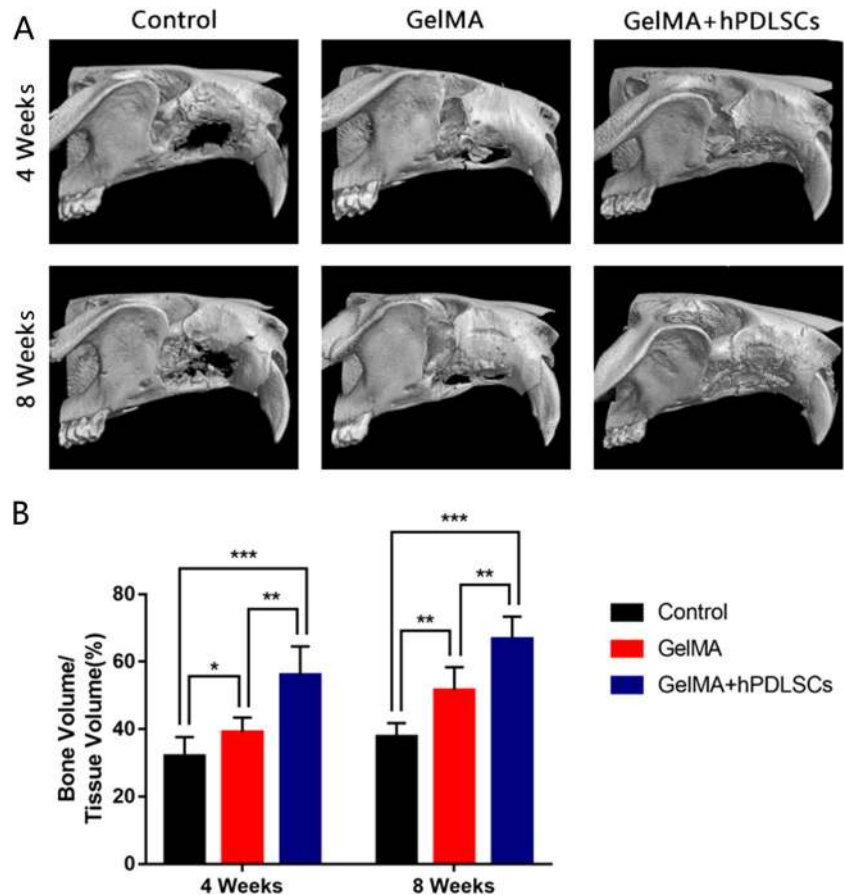 A
Control GelMA GelMA+hPDLSCs
4 Weeks
8 Weeks
B
***
***
**
**
**
*
80
60
40
20
0
Bone Volume/
Tissue Volume(%)
4 Weeks 8 Weeks
Control
GelMA
GelMA+hPDLSCs